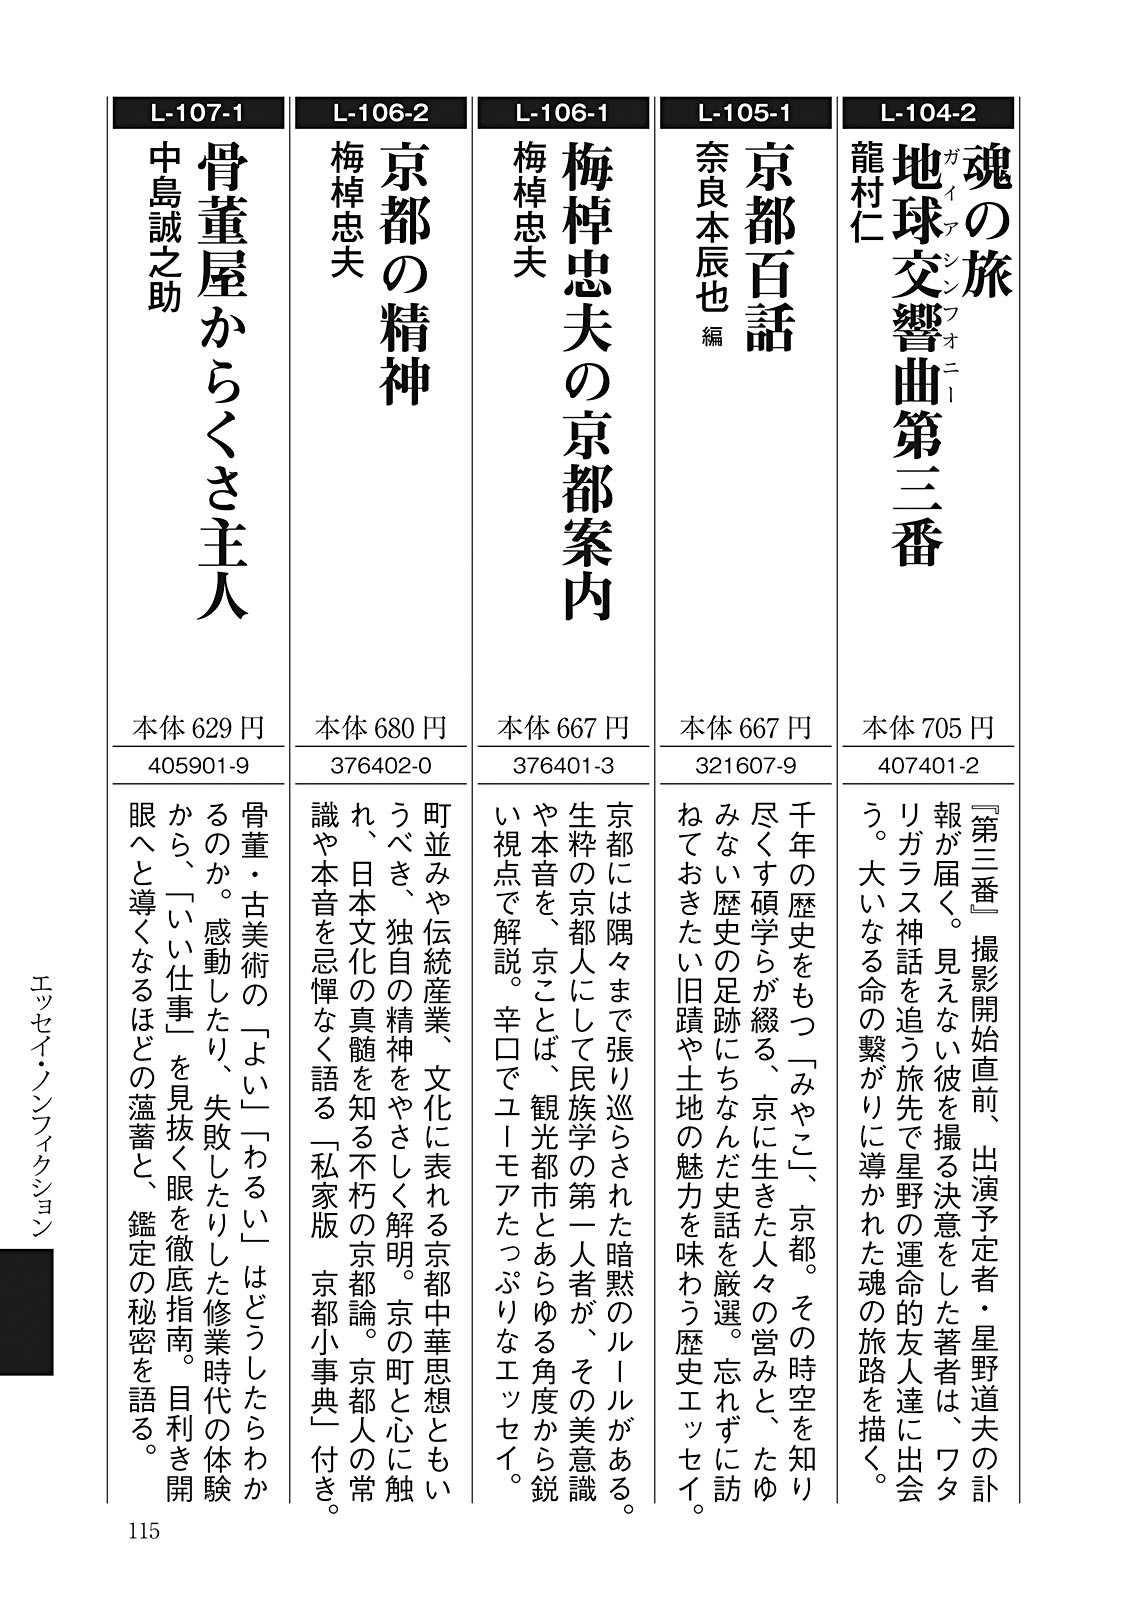 L-104-2
魂の旅
地球交響曲第三番
ガイアシンフォニー
龍村仁
本体 705 円
407401-2
『第三番』撮影開始直前、出演予定者・星野道夫の訃
報が届く。見えない彼を撮る決意をした著者は、ワタ
リガラス神話を追う旅先で星野の運命的友人達に出会
う。大いなる命の繫がりに導かれた魂の旅路を描く。
L-105-1
京都百話
奈良本辰也 編
本体 667 円
321607-9
千年の歴史をもつ「みやこ」、京都。その時空を知り
尽くす碩学らが綴る、京に生きた人々の営みと、たゆ
みない歴史の足跡にちなんだ史話を厳選。忘れずに訪
ねておきたい旧蹟や土地の魅力を味わう歴史エッセイ。
L-106-1
梅棹忠夫の京都案内
梅棹忠夫
本体 667 円
376401-3
京都には隅々まで張り巡らされた暗黙のルールがある。
生粋の京都人にして民族学の第一人者が、その美意識
や本音を、京ことば、観光都市とあらゆる角度から鋭
い視点で解説。辛口でユーモアたっぷりなエッセイ。
L-106-2
京都の精神
梅棹忠夫
本体 680 円
376402-0
町並みや伝統産業、文化に表れる京都中華思想ともい
うべき、独自の精神をやさしく解明。京の町と心に触
れ、日本文化の真髄を知る不朽の京都論。京都人の常
識や本音を忌憚なく語る「私家版　京都小事典」付き。
L-107-1
骨董屋からくさ主人
中島誠之助
本体 629 円
405901-9
骨董・古美術の「よい」「わるい」はどうしたらわか
るのか。感動したり、失敗したりした修業時代の体験
から、「いい仕事」を見抜く眼を徹底指南。目利き開
眼へと導くなるほどの薀蓄と、鑑定の秘密を語る。
エッセイ・ノンフィクション
115